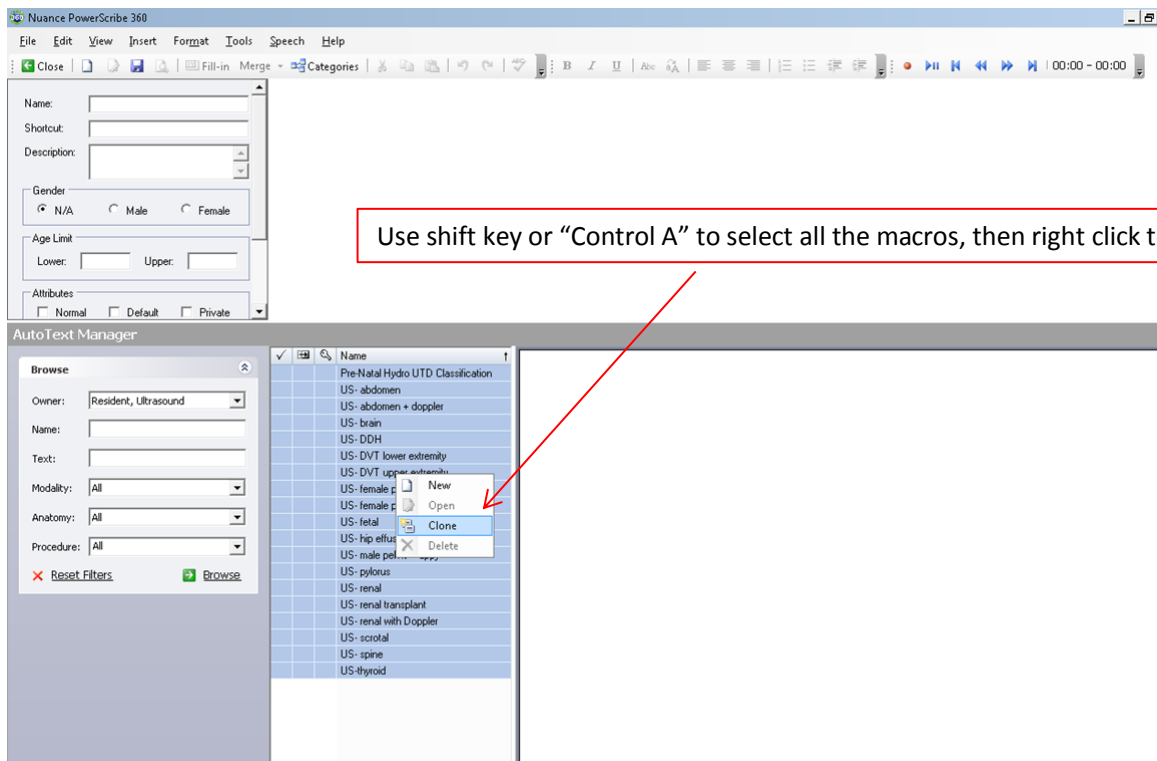 Nuance PowerScribe 360
File Edit View Insert Format Tools Speech Help
Close Fill-in Merge Categories B I U Abc 00:00 - 00:00
Name:
Shortcut:
Description:
Gender
N/A Male Female
Age Limit
Lower: Upper:
Attributes
Normal Default Private
Use shift key or “Control A” to select all the macros, then right click t
AutoText Manager
Browse
Owner: Resident, Ultrasound
Name:
Text:
Modality: All
Anatomy: All
Procedure: All
Reset Filters Browse
Name
Pre-Natal Hydro UTD Classification
US- abdomen
US- abdomen + doppler
US- brain
US- DDH
US- DVT lower extremity
US- DVT upper extremity
US- female p
US- female p
US- fetal
US- hip effus
US- male pel
US- pylorus
US- renal
US- renal transplant
US- renal with Doppler
US- scrotal
US- spine
US-thyroid
New
Open
Clone
Delete